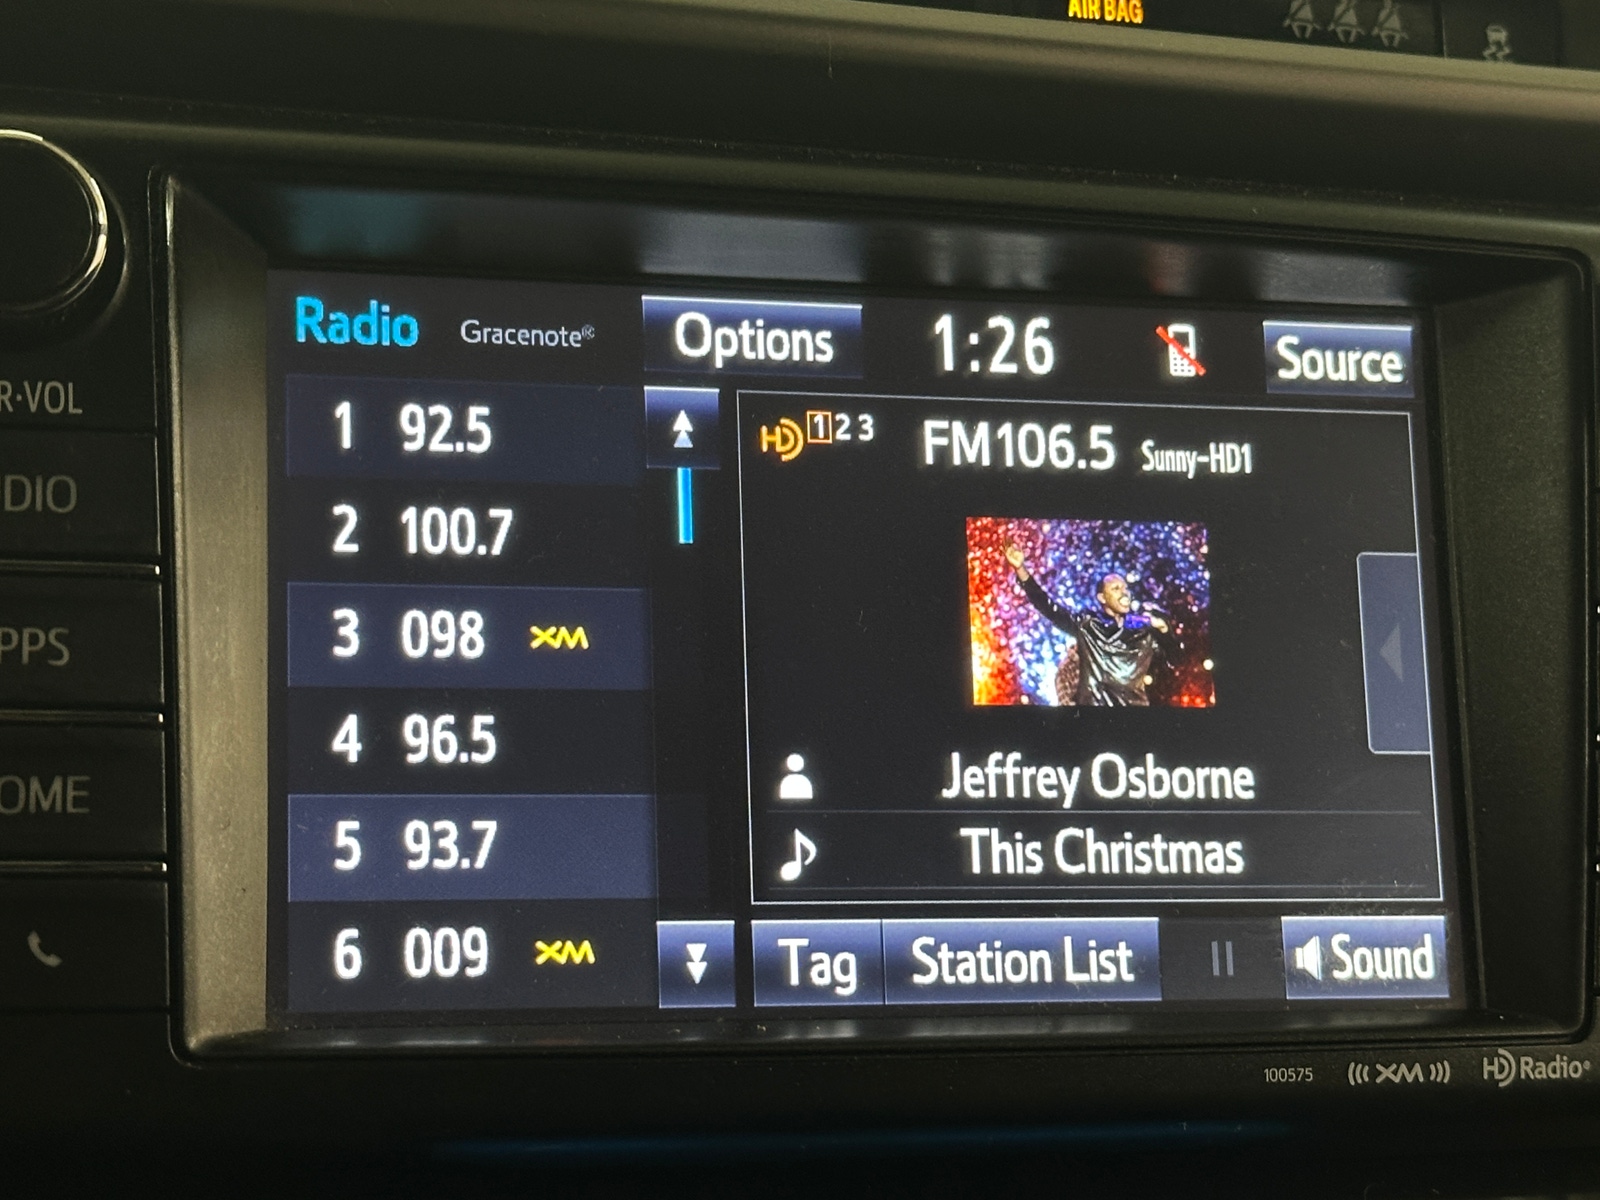 AIR BAG
Radio Gracenote® Options 1:26 Source
R·VOL
DIO
PPS
OME
1 92.5
2 100.7
3 098 XM
4 96.5
5 93.7
6 009 XM
HD 1 2 3 FM 106.5 Sunny-HD1
Jeffrey Osborne
This Christmas
Tag Station List Sound
100575 ((( XM ))) HD Radio®